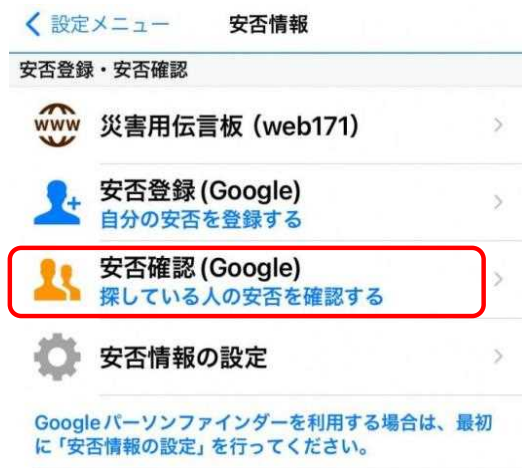 設定メニュー 安否情報
安否登録・安否確認
www 災害用伝言板（web171）
安否登録(Google)
自分の安否を登録する
安否確認(Google)
探している人の安否を確認する
安否情報の設定
Googleパーソンファインダーを利用する場合は、最初
に「安否情報の設定」を行ってください。